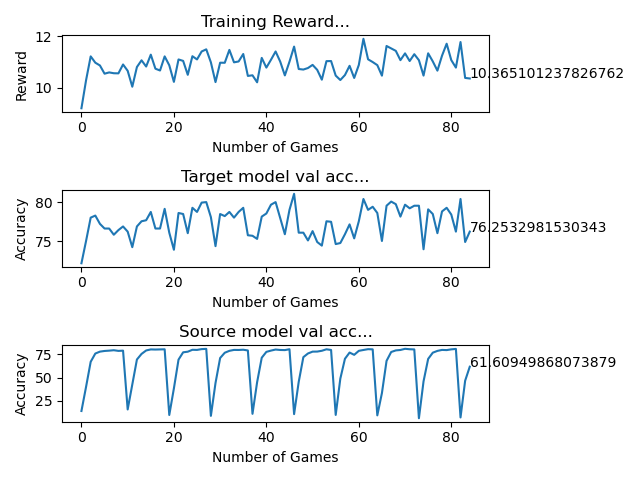 Training Reward...
12
10
Reward
10.365101237826762
0 20 40 60 80
Number of Games
Target model val acc...
80
75
Accuracy
76.2532981530343
0 20 40 60 80
Number of Games
Source model val acc...
75
50
25
Accuracy
61.60949868073879
0 20 40 60 80
Number of Games